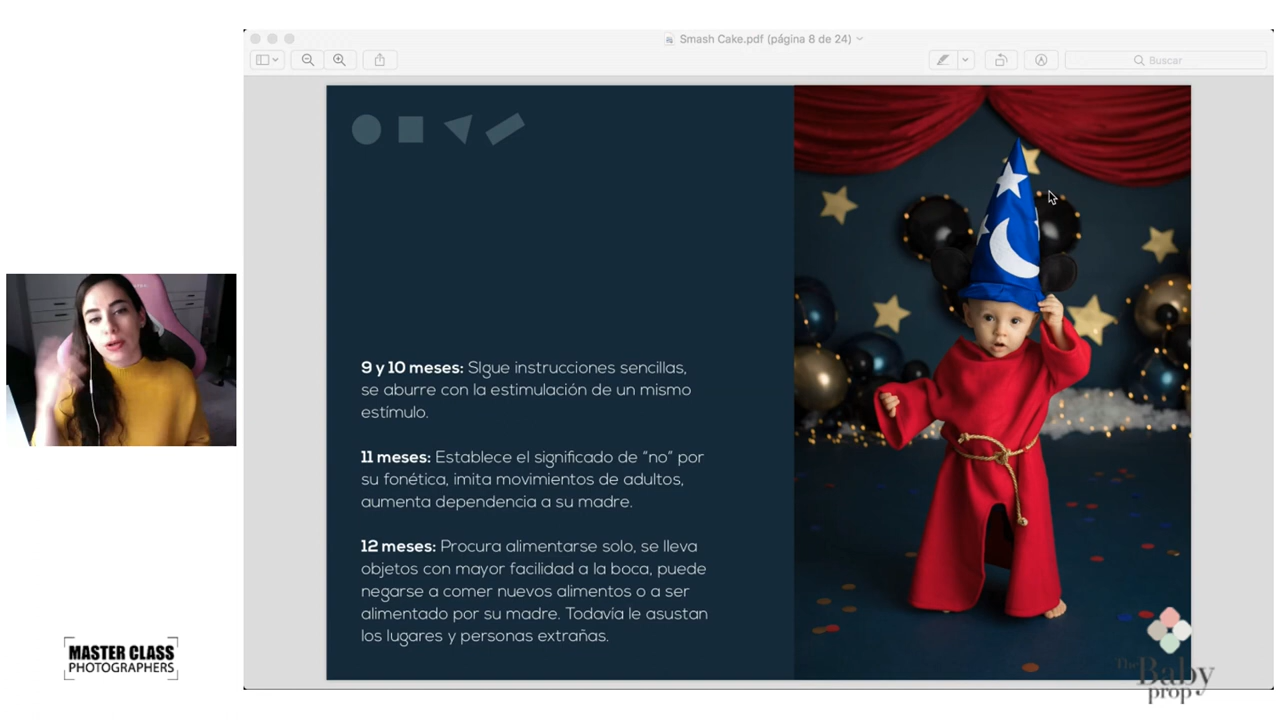 Smash Cake.pdf (página 8 de 24)
Buscar
9 y 10 meses: SIgue instrucciones sencillas,
se aburre con la estimulación de un mismo
estímulo.
11 meses: Establece el significado de “no” por
su fonética, imita movimientos de adultos,
aumenta dependencia a su madre.
12 meses: Procura alimentarse solo, se lleva
objetos con mayor facilidad a la boca, puede
negarse a comer nuevos alimentos o a ser
alimentado por su madre. Todavía le asustan
los lugares y personas extrañas.
MASTER CLASS
PHOTOGRAPHERS
The
Baby
prop